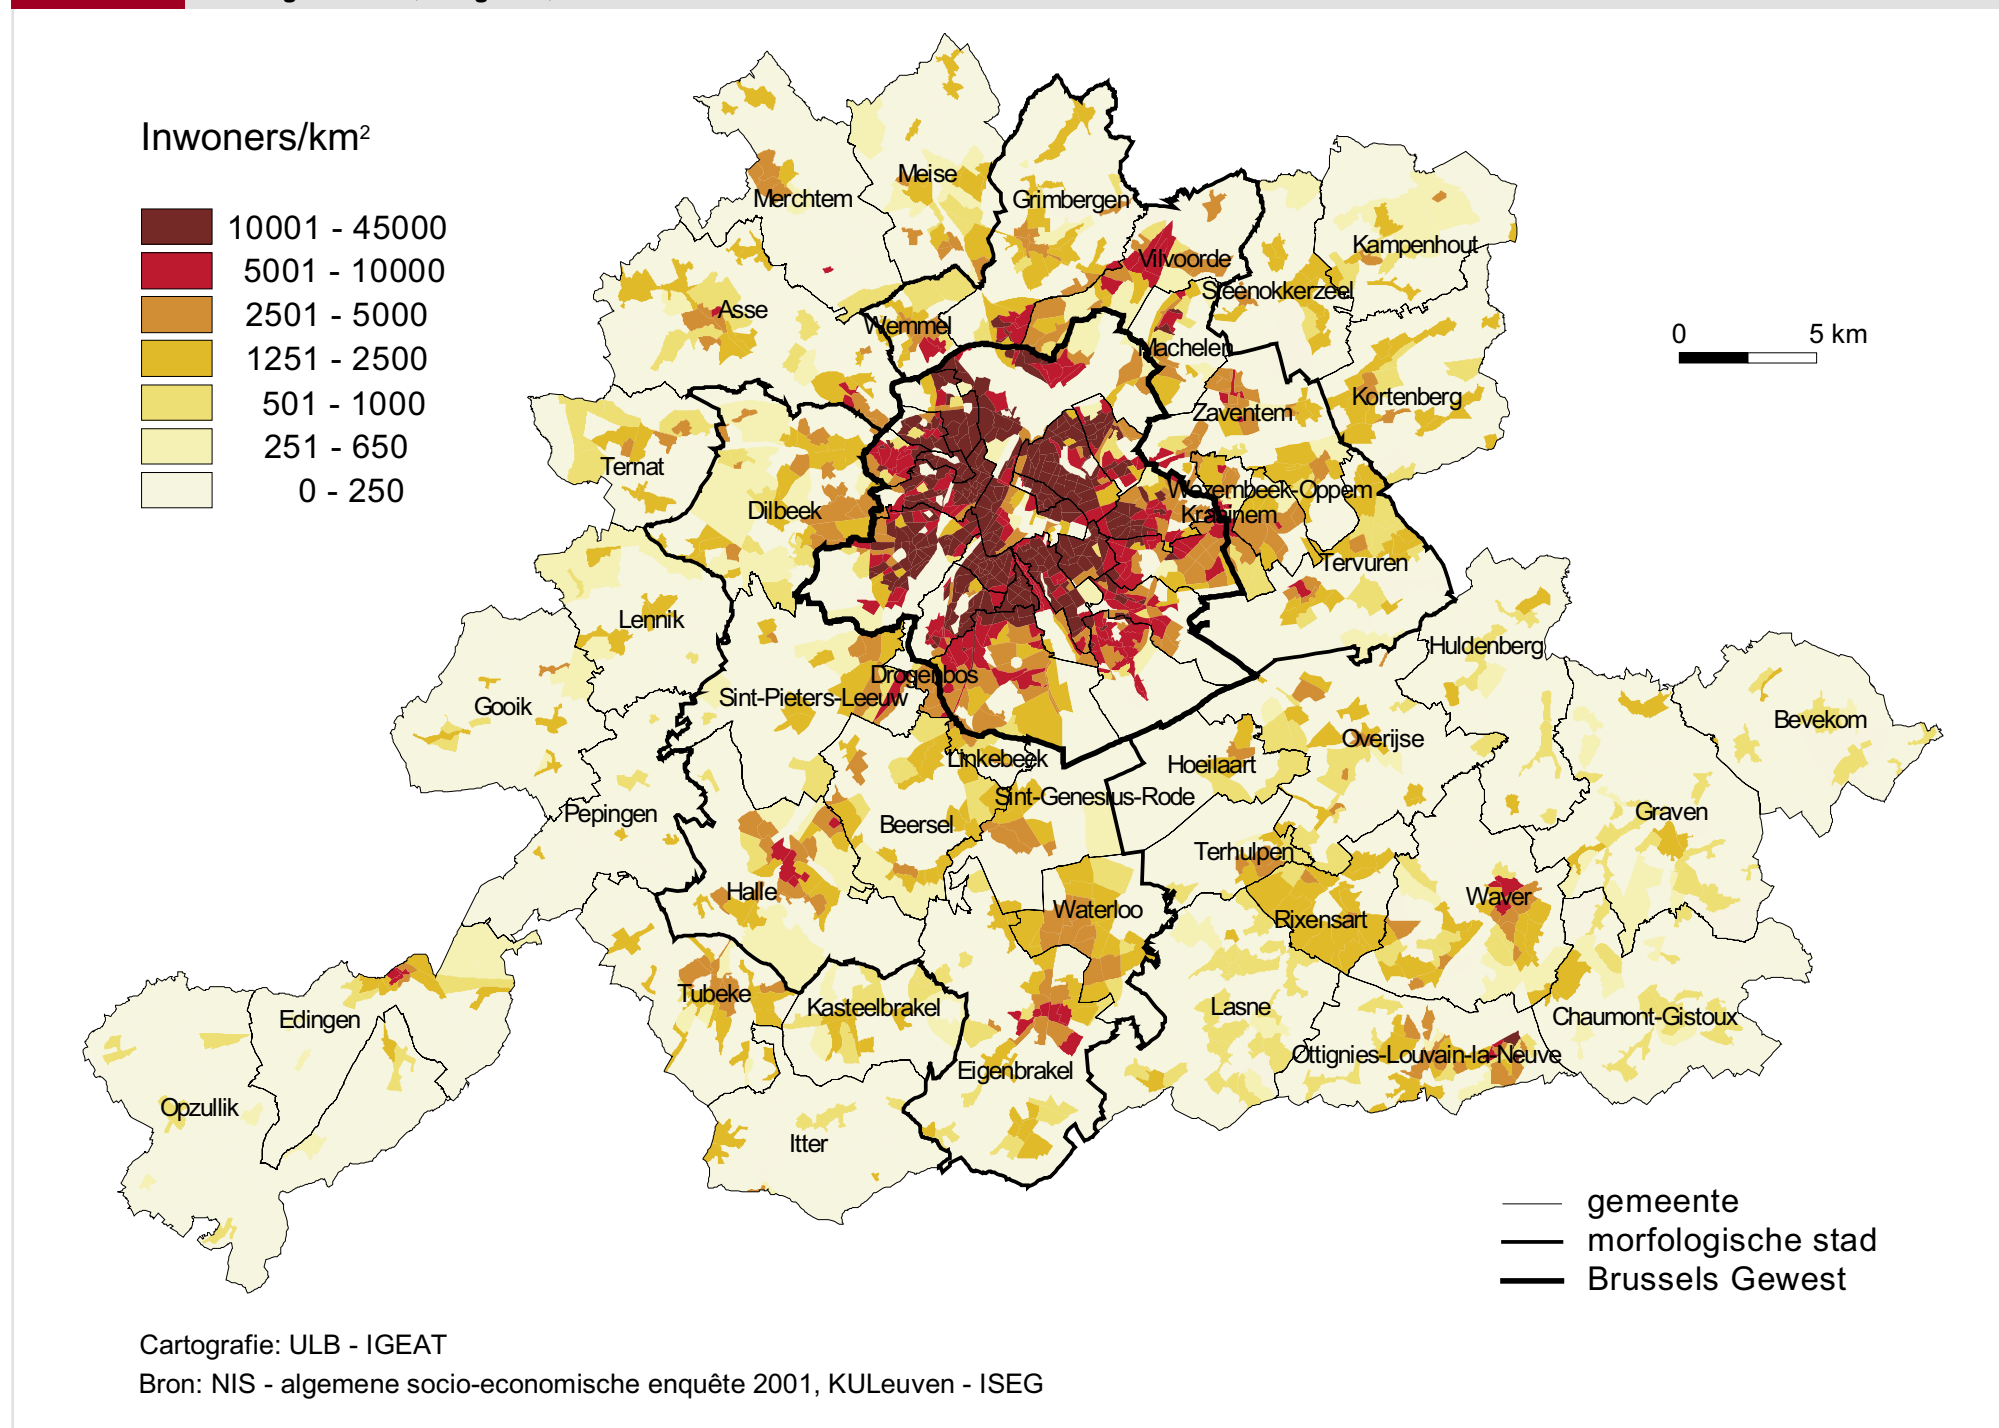 Inwoners/km2
10001 - 45000
5001 - 10000
2501 - 5000
1251 - 2500
501 - 1000
251 - 650
0 - 250
0 5 km
Meise
Merchtem
Grimbergen
Kampenhout
Vilvoorde
Steenokkerzeel
Asse
Wemmel
Machelen
Kortenberg
Zaventem
Ternat
Wezembeek-Oppem
Dilbeek
Kraainem
Tervuren
Lennik
Huldenberg
Drogenbos
Sint-Pieters-Leeuw
Gooik
Bevekom
Overijse
Linkebeek
Hoeilaart
Sint-Genesius-Rode
Pepingen
Beersel
Graven
Terhulpen
Halle
Waver
Waterloo
Rixensart
Tubeke
Kasteelbrakel
Lasne
Edingen
Chaumont-Gistoux
Ottignies-Louvain-la-Neuve
Eigenbrakel
Opzullik
Itter
gemeente
morfologische stad
Brussels Gewest
Cartografie: ULB - IGEAT
Bron: NIS - algemene socio-economische enquête 2001, KULeuven - ISEG